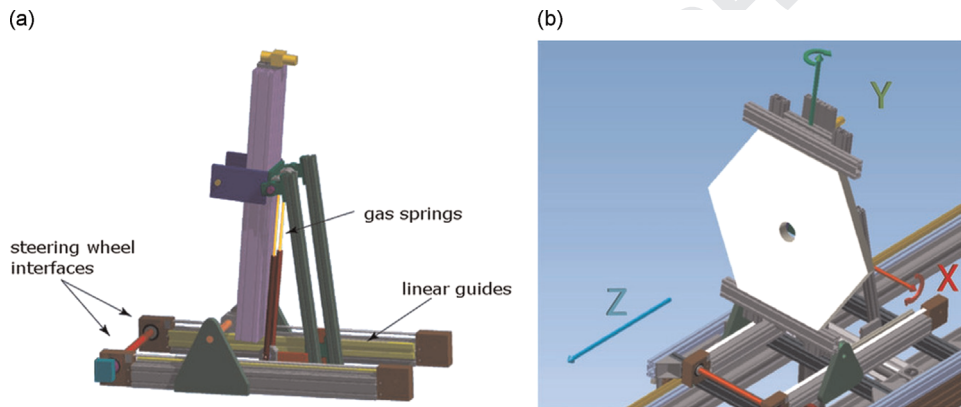 (a)
(b)
gas springs
steering wheel
interfaces
linear guides
Y
X
Z